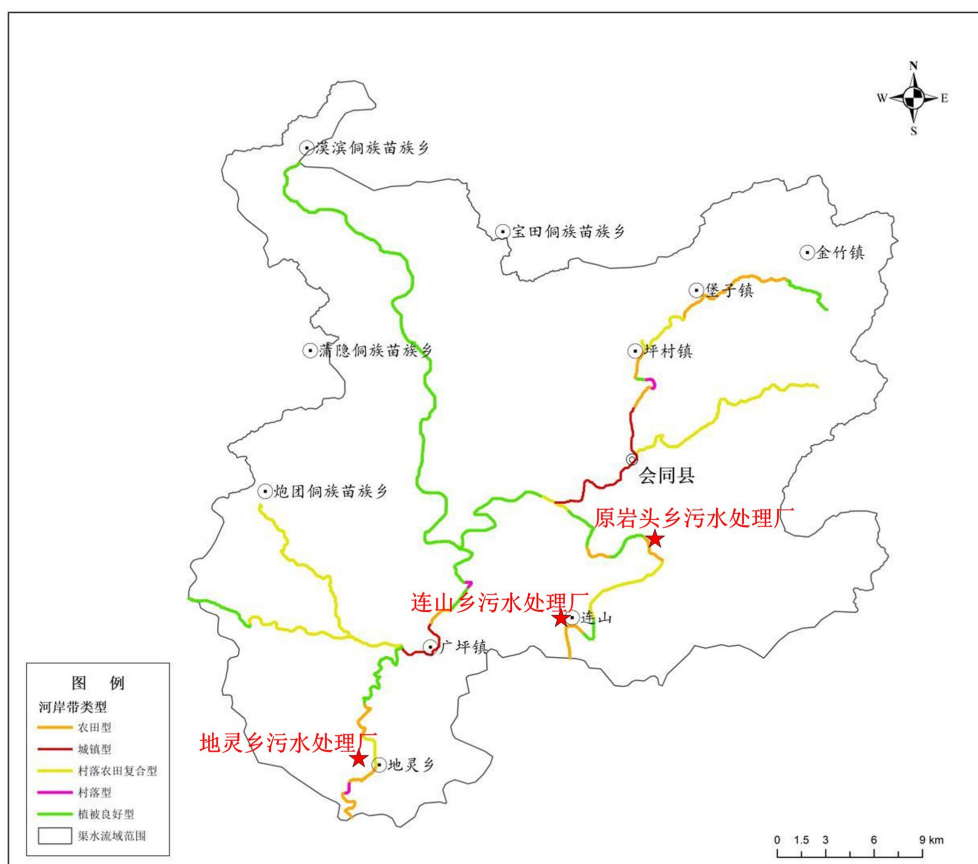 N
W
E
S
漠滨侗族苗族乡
宝田侗族苗族乡
金竹镇
堡子镇
蒲隐侗族苗族乡
坪村镇
会同县
炮团侗族苗族乡
原岩头乡污水处理厂
连山乡污水处理厂
连山
广坪镇
地灵乡污水处理厂
地灵乡
图 例
河岸带类型
农田型
城镇型
村落农田复合型
村落型
植被良好型
渠水流域范围
0 1.5 3 6 9 km